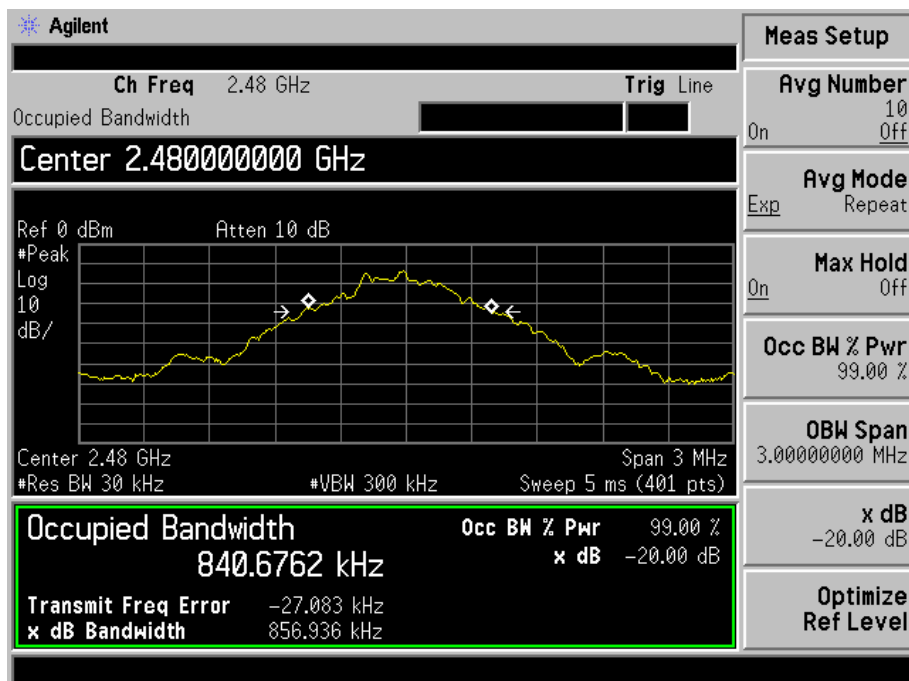 Agilent
Ch Freq 2.48 GHz Trig Line
Occupied Bandwidth
Center 2.480000000 GHz
Ref 0 dBm Atten 10 dB
#Peak
Log
10
dB/
Center 2.48 GHz Span 3 MHz
#Res BW 30 kHz #VBW 300 kHz Sweep 5 ms (401 pts)
Occupied Bandwidth Occ BW % Pwr 99.00 %
840.6762 kHz x dB -20.00 dB
Transmit Freq Error -27.083 kHz
x dB Bandwidth 856.936 kHz
Meas Setup
Avg Number
10
On Off
Avg Mode
Exp Repeat
Max Hold
On Off
Occ BW % Pwr
99.00 %
OBW Span
3.00000000 MHz
x dB
-20.00 dB
Optimize
Ref Level